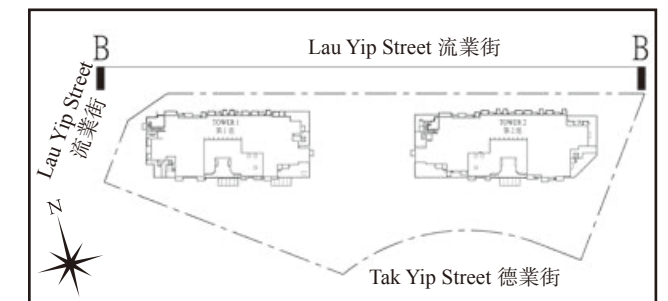 B
Lau Yip Street 流業街
B
Lau Yip Street
流業街
TOWER 1
第1座
TOWER 2
第2座
N
Tak Yip Street 德業街